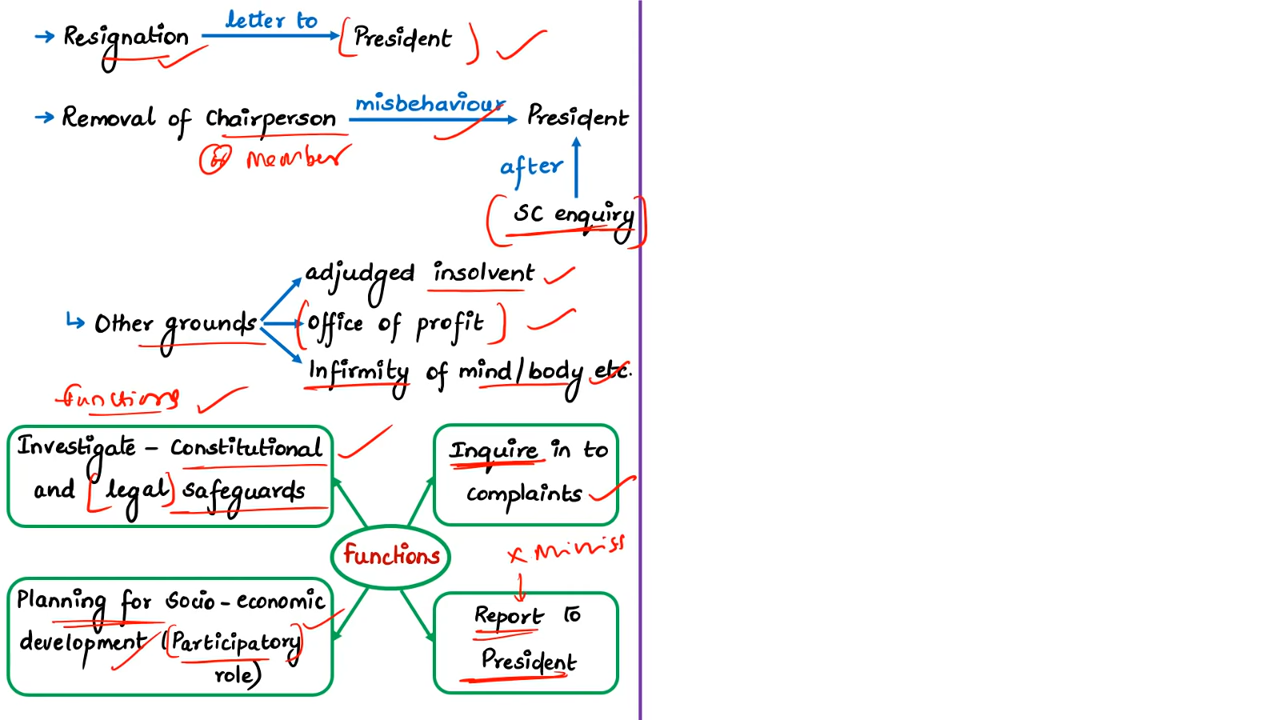 → Resignation letter to [President]
→ Removal of Chairperson misbehaviour President
or member
after
[SC enquiry]
adjudged insolvent
↳ Other grounds [office of profit]
Infirmity of mind/body etc.
functions
Investigate - Constitutional
and [legal] safeguards
Inquire in to
complaints
functions
Planning for socio-economic
development ([Participatory]
role)
Report to
President